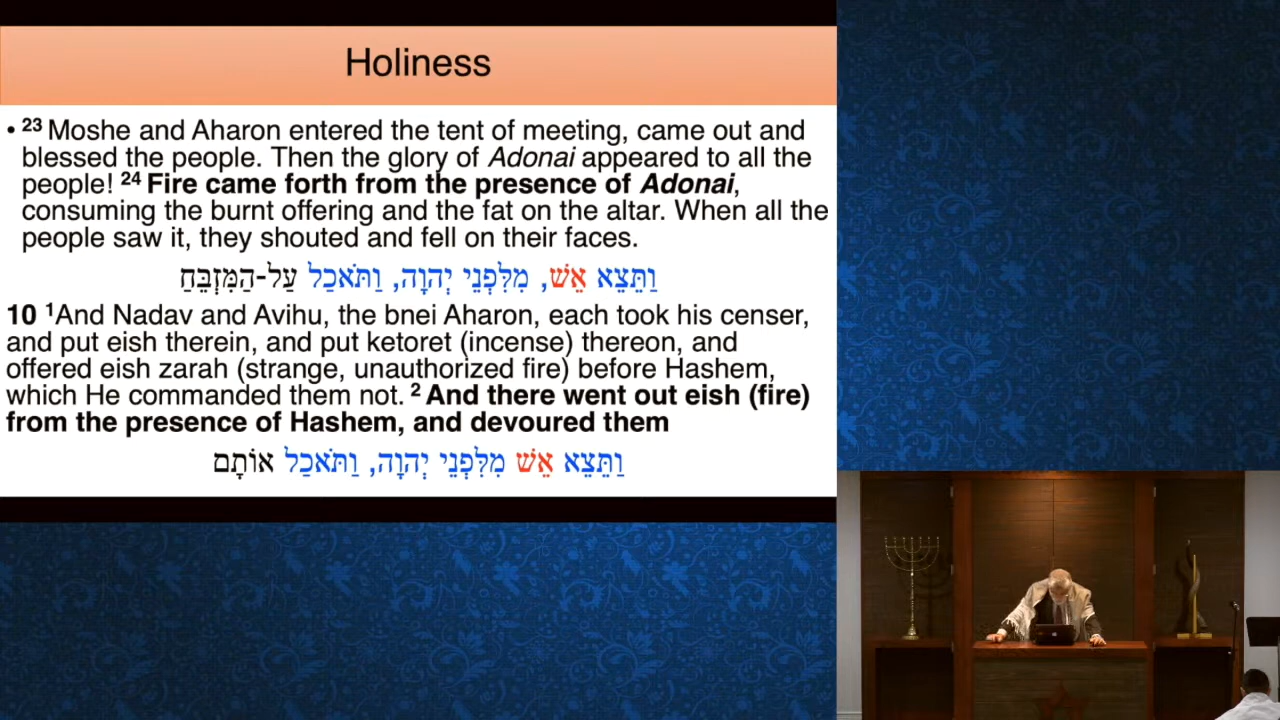 Holiness
• 23 Moshe and Aharon entered the tent of meeting, came out and
blessed the people. Then the glory of Adonai appeared to all the
people! 24 Fire came forth from the presence of Adonai,
consuming the burnt offering and the fat on the altar. When all the
people saw it, they shouted and fell on their faces.
וַתֵּצֵא אֵשׁ, מִלִּפְנֵי יְהוָה, וַתֹּאכַל עַל-הַמִּזְבֵּחַ
10 1And Nadav and Avihu, the bnei Aharon, each took his censer,
and put eish therein, and put ketoret (incense) thereon, and
offered eish zarah (strange, unauthorized fire) before Hashem,
which He commanded them not. 2 And there went out eish (fire)
from the presence of Hashem, and devoured them
וַתֵּצֵא אֵשׁ מִלִּפְנֵי יְהוָה, וַתֹּאכַל אוֹתָם